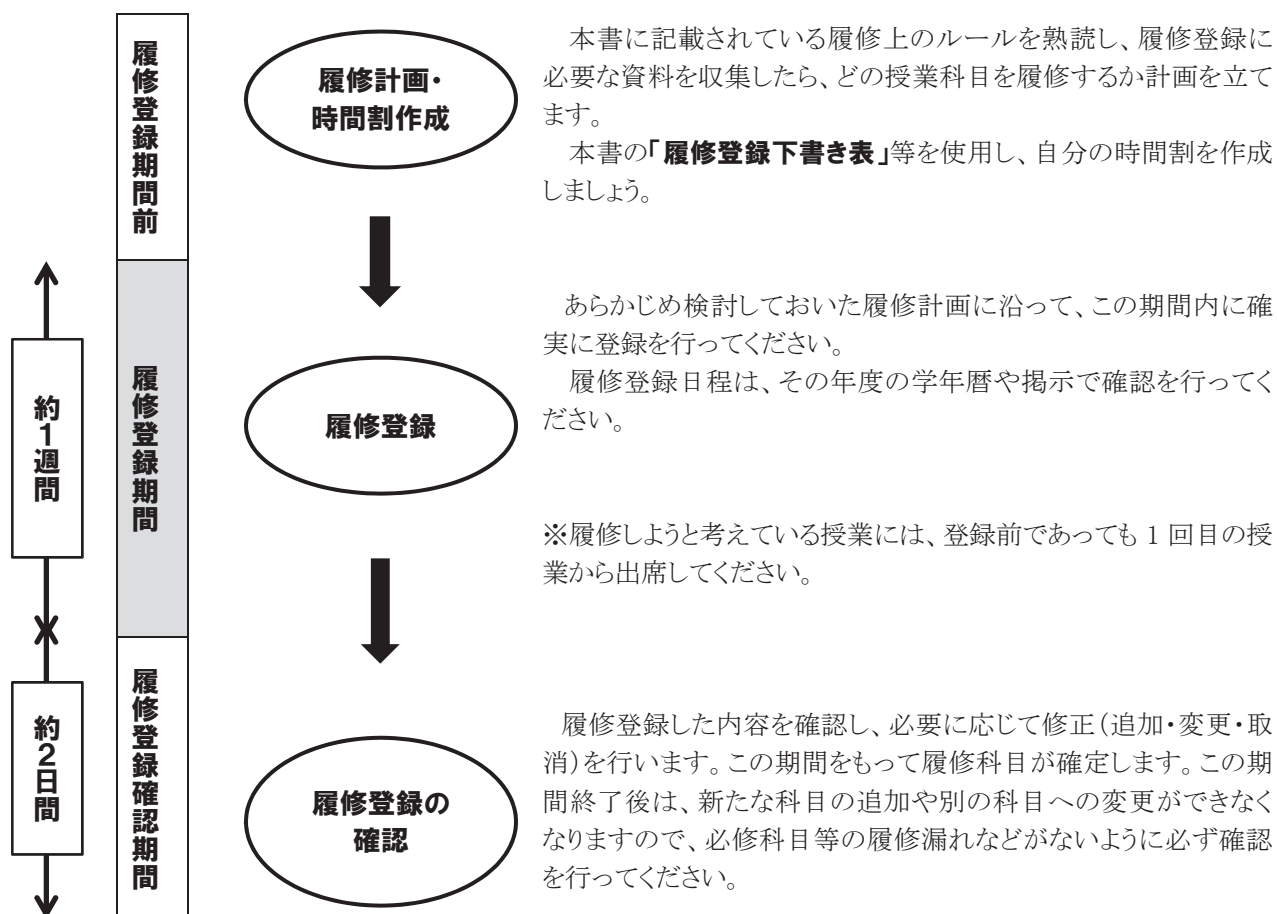 履修登録期間前
履修計画・
時間割作成
本書に記載されている履修上のルールを熟読し、履修登録に
必要な資料を収集したら、どの授業科目を履修するか計画を立て
ます。
本書の「履修登録下書き表」等を使用し、自分の時間割を作成
しましょう。
約1週間
履修登録期間
履修登録
あらかじめ検討しておいた履修計画に沿って、この期間内に確
実に登録を行ってください。
履修登録日程は、その年度の学年暦や掲示で確認を行ってく
ださい。
※履修しようと考えている授業には、登録前であっても 1 回目の授
業から出席してください。
約2日間
履修登録確認期間
履修登録の
確認
履修登録した内容を確認し、必要に応じて修正(追加・変更・取
消)を行います。この期間をもって履修科目が確定します。この期
間終了後は、新たな科目の追加や別の科目への変更ができなく
なりますので、必修科目等の履修漏れなどがないように必ず確認
を行ってください。